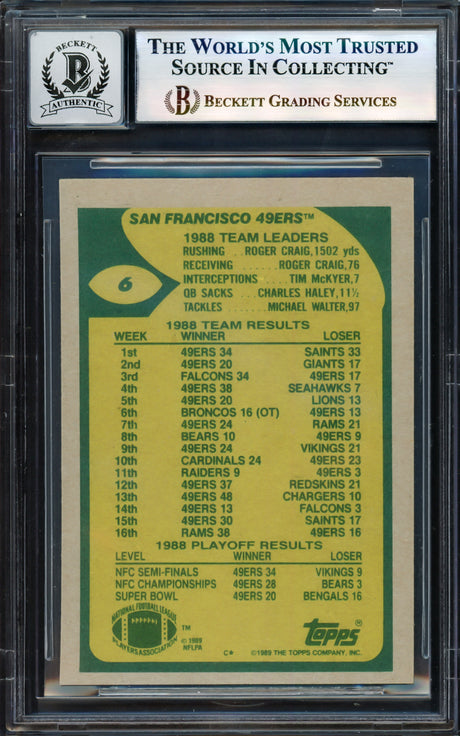 BECKETT
B
AUTHENTIC
THE WORLD'S MOST TRUSTED
SOURCE IN COLLECTING™
B BECKETT GRADING SERVICES
SAN FRANCISCO 49ERS™
1988 TEAM LEADERS
RUSHING . . ROGER CRAIG,1502 yds
RECEIVING . . . . . . ROGER CRAIG,76
INTERCEPTIONS . . . TIM McKYER,7
QB SACKS . . . CHARLES HALEY,11½
TACKLES . . . . . MICHAEL WALTER,97
6
1988 TEAM RESULTS
WEEK WINNER LOSER
1st 49ERS 34 SAINTS 33
2nd 49ERS 20 GIANTS 17
3rd FALCONS 34 49ERS 17
4th 49ERS 38 SEAHAWKS 7
5th 49ERS 20 LIONS 13
6th BRONCOS 16 (OT) 49ERS 13
7th 49ERS 24 RAMS 21
8th BEARS 10 49ERS 9
9th 49ERS 24 VIKINGS 21
10th CARDINALS 24 49ERS 23
11th RAIDERS 9 49ERS 3
12th 49ERS 37 REDSKINS 21
13th 49ERS 48 CHARGERS 10
14th 49ERS 13 FALCONS 3
15th 49ERS 30 SAINTS 17
16th RAMS 38 49ERS 16
1988 PLAYOFF RESULTS
LEVEL WINNER LOSER
NFC SEMI-FINALS 49ERS 34 VIKINGS 9
NFC CHAMPIONSHIPS 49ERS 28 BEARS 3
SUPER BOWL 49ERS 20 BENGALS 16
NATIONAL FOOTBALL LEAGUE
PLAYERS ASSOCIATION
™
© 1989
NFLPA
topps®
C* ©1989 THE TOPPS COMPANY, INC.